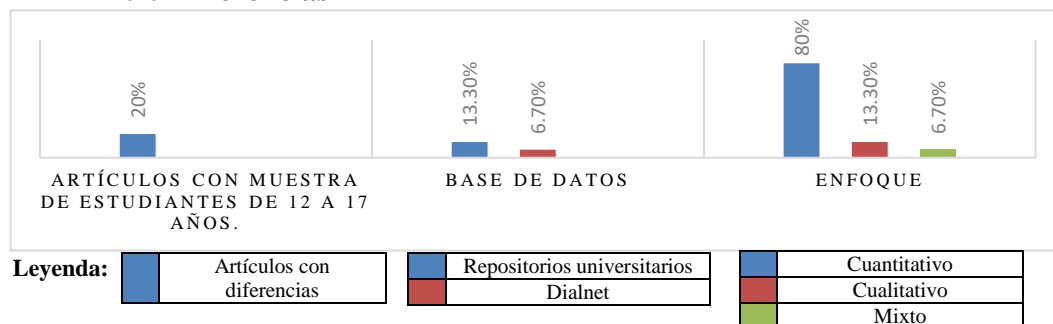 20%
13.30%
6.70%
80%
13.30%
6.70%
ARTÍCULOS CON MUESTRA
DE ESTUDIANTES DE 12 A 17
AÑOS.
BASE DE DATOS
ENFOQUE
Leyenda:
Artículos con
diferencias
Repositorios universitarios
Dialnet
Cuantitativo
Cualitativo
Mixto